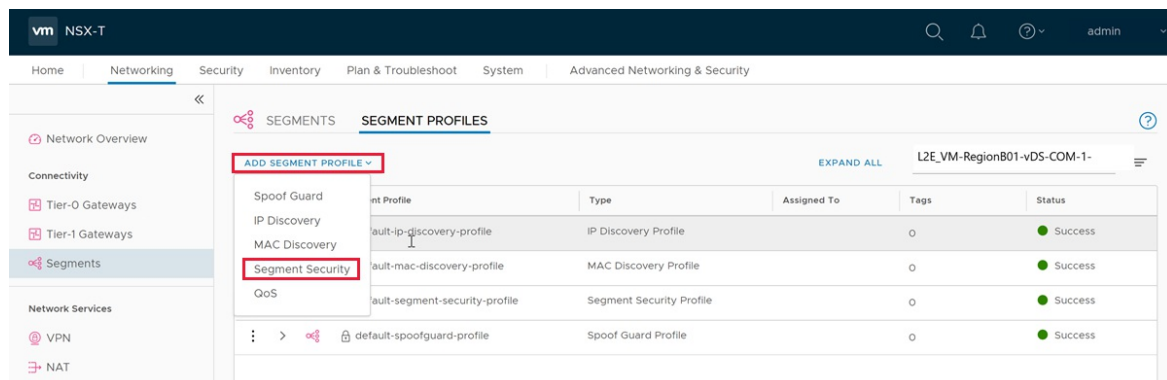 vm NSX-T admin
Home Networking Security Inventory Plan & Troubleshoot System Advanced Networking & Security
SEGMENTS SEGMENT PROFILES
Network Overview
ADD SEGMENT PROFILE EXPAND ALL L2E_VM-RegionB01-vDS-COM-1-
Connectivity
Spoof Guard nt Profile Type Assigned To Tags Status
Tier-0 Gateways
IP Discovery ault-ip-discovery-profile IP Discovery Profile 0 Success
Tier-1 Gateways
MAC Discovery
Segments
Segment Security ault-mac-discovery-profile MAC Discovery Profile 0 Success
QoS
ault-segment-security-profile Segment Security Profile 0 Success
Network Services
VPN
default-spoofguard-profile Spoof Guard Profile 0 Success
NAT